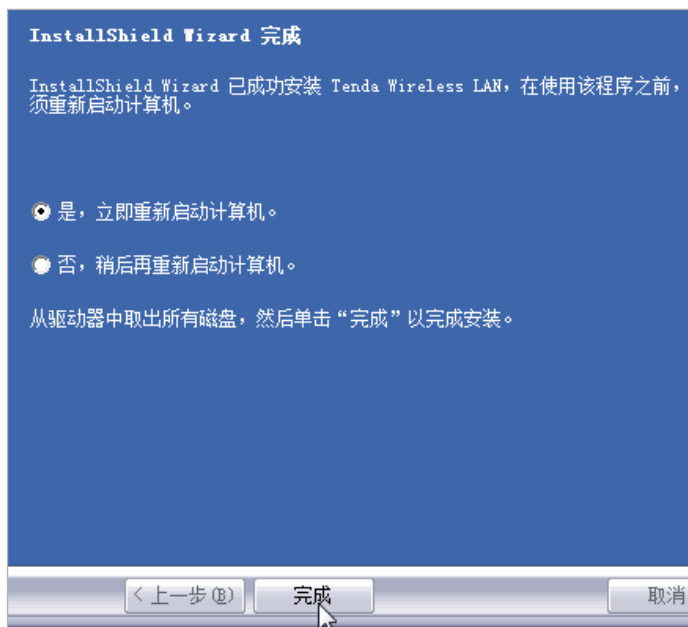 InstallShield Wizard 完成
InstallShield Wizard 已成功安装 Tenda Wireless LAN，在使用该程序之前，
须重新启动计算机。
是，立即重新启动计算机。
否，稍后再重新启动计算机。
从驱动器中取出所有磁盘，然后单击“完成”以完成安装。
< 上一步(B) 完成 取消